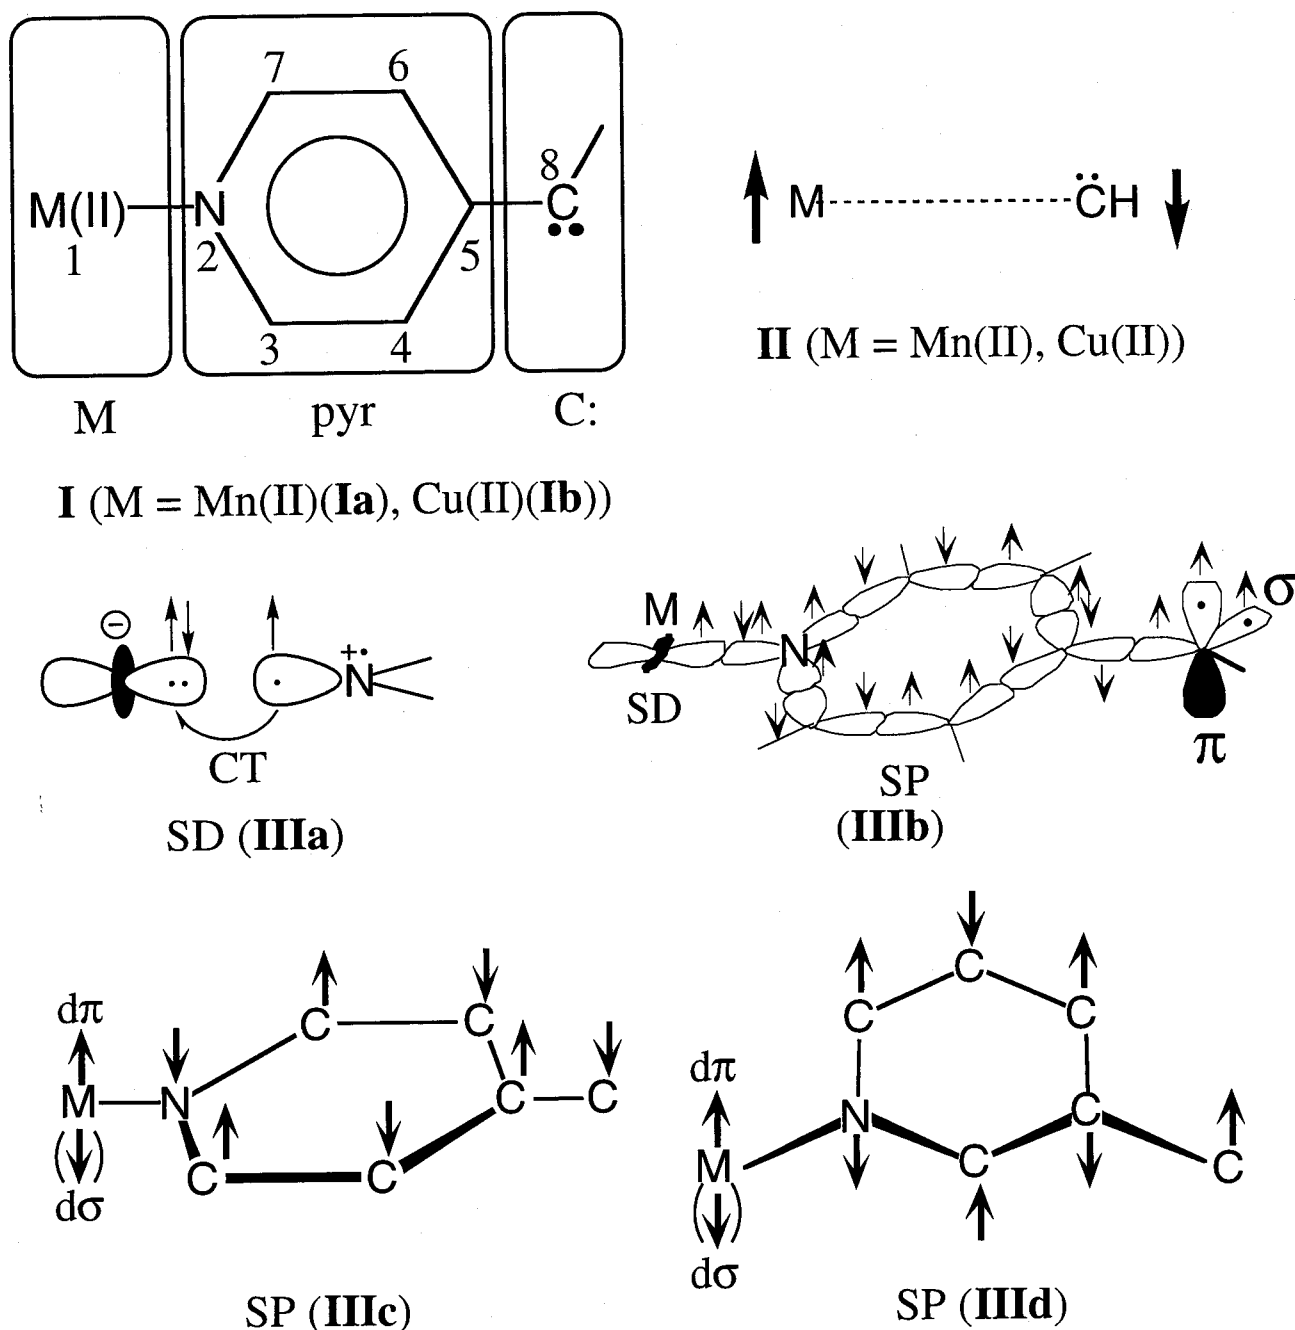 7 6
M(II) N 8 C
1 2 5
3 4
M pyr C:
I (M = Mn(II)(Ia), Cu(II)(Ib))
M C̈H
II (M = Mn(II), Cu(II))
− +• N
CT
SD (IIIa)
M N σ
SD π
SP
(IIIb)
dπ C C
M N C C
( ) C C
dσ
SP (IIIc)
C C C
dπ N C
M C C
( )
dσ
SP (IIId)